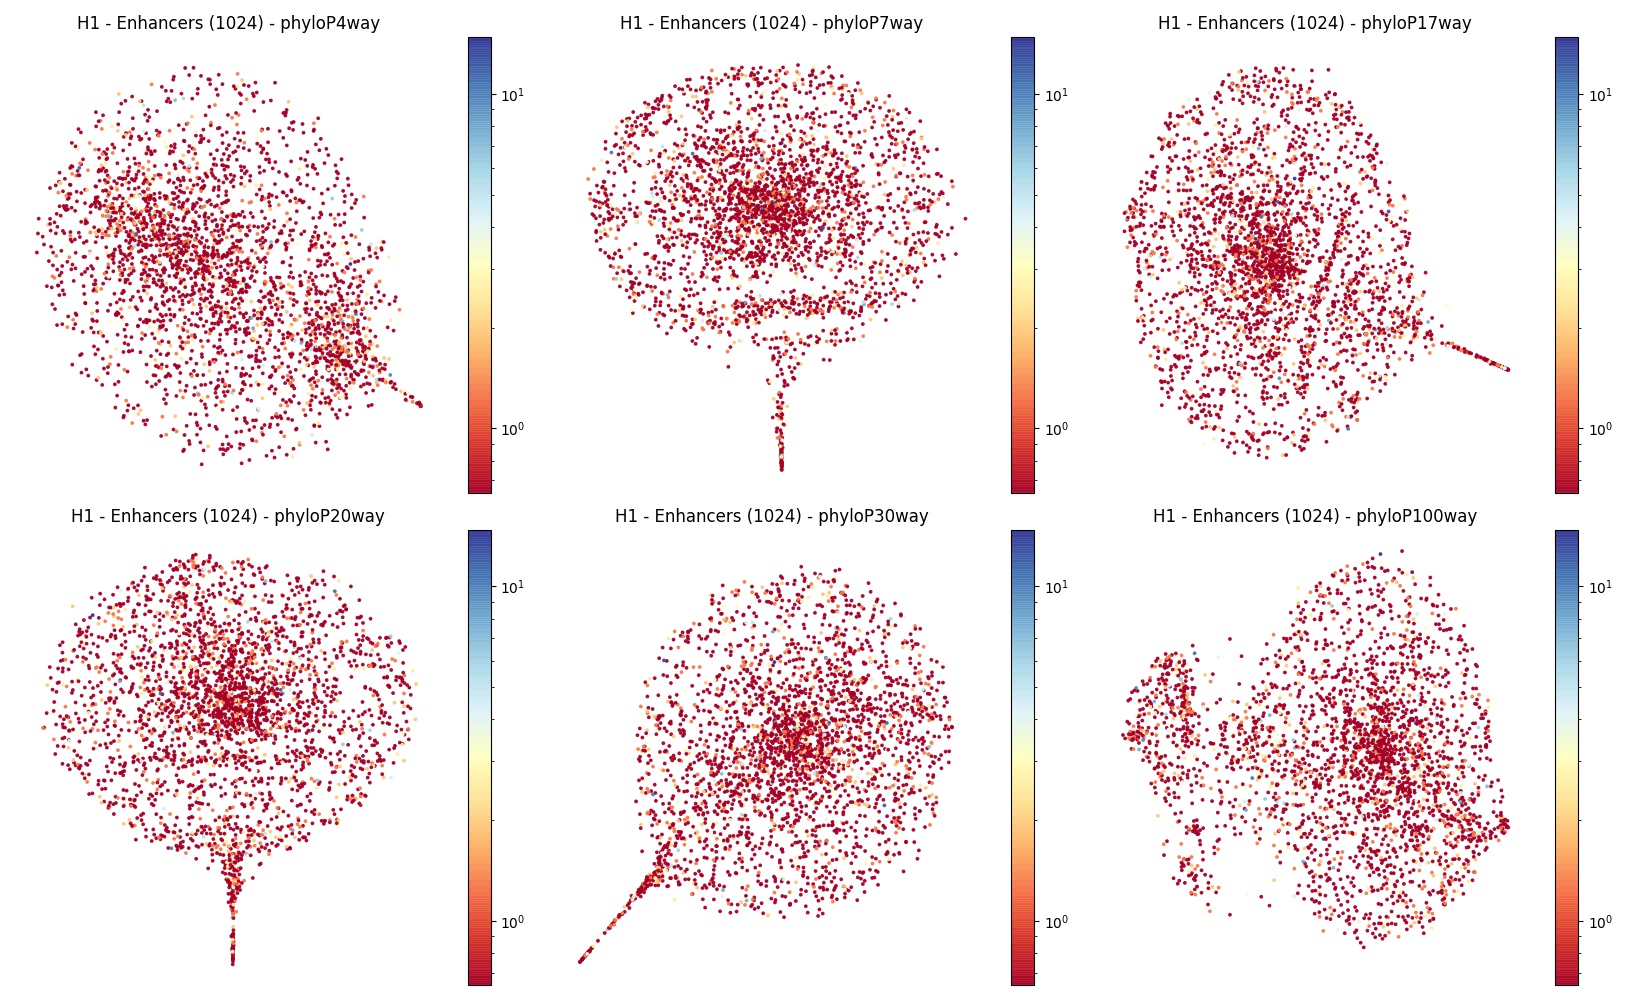 H1 - Enhancers (1024) - phyloP4way
H1 - Enhancers (1024) - phyloP7way
H1 - Enhancers (1024) - phyloP17way
10¹
10⁰
10¹
10⁰
10¹
10⁰
H1 - Enhancers (1024) - phyloP20way
H1 - Enhancers (1024) - phyloP30way
H1 - Enhancers (1024) - phyloP100way
10¹
10⁰
10¹
10⁰
10¹
10⁰